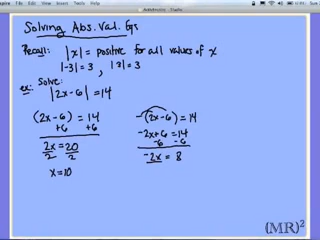 Solving Abs. Val. Eqs
Recall: |x| = positive for all values of x
|-3| = 3 , |3| = 3
ex: Solve:
|2x-6| = 14
(2x-6) = 14
+6 +6
2x = 20
2 2
x = 10
-(2x-6) = 14
-2x+6 = 14
-6 -6
-2x = 8
(MR)²